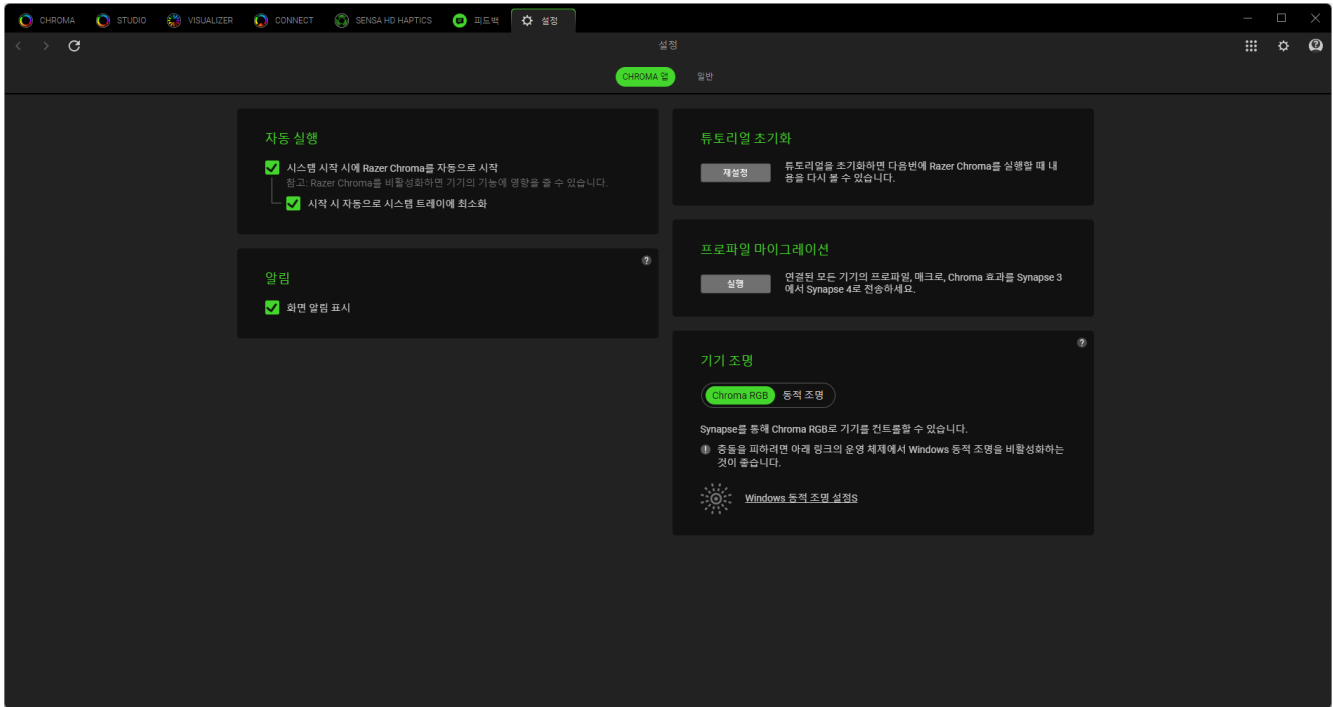 CHROMA
STUDIO
VISUALIZER
CONNECT
SENSA HD HAPTICS
피드백
설정
설정
CHROMA 앱
일반
자동 실행
시스템 시작 시에 Razer Chroma를 자동으로 시작
참고: Razer Chroma를 비활성화하면 기기의 기능에 영향을 줄 수 있습니다.
시작 시 자동으로 시스템 트레이에 최소화
알림
?
화면 알림 표시
튜토리얼 초기화
재설정
튜토리얼을 초기화하면 다음번에 Razer Chroma를 실행할 때 내
용을 다시 볼 수 있습니다.
프로파일 마이그레이션
실행
연결된 모든 기기의 프로파일, 매크로, Chroma 효과를 Synapse 3
에서 Synapse 4로 전송하세요.
?
기기 조명
Chroma RGB
동적 조명
Synapse를 통해 Chroma RGB로 기기를 컨트롤할 수 있습니다.
충돌을 피하려면 아래 링크의 운영 체제에서 Windows 동적 조명을 비활성화하는
것이 좋습니다.
Windows 동적 조명 설정S